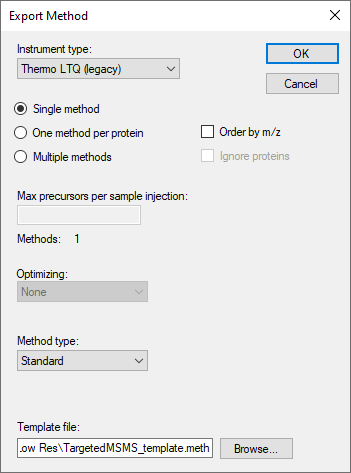 Export Method
Instrument type:
OK
Thermo LTQ (legacy)
Cancel
Single method
One method per protein
Order by m/z
Multiple methods
Ignore proteins
Max precursors per sample injection:
Methods: 1
Optimizing:
None
Method type:
Standard
Template file:
.ow Res\TargetedMSMS_template.meth
Browse...